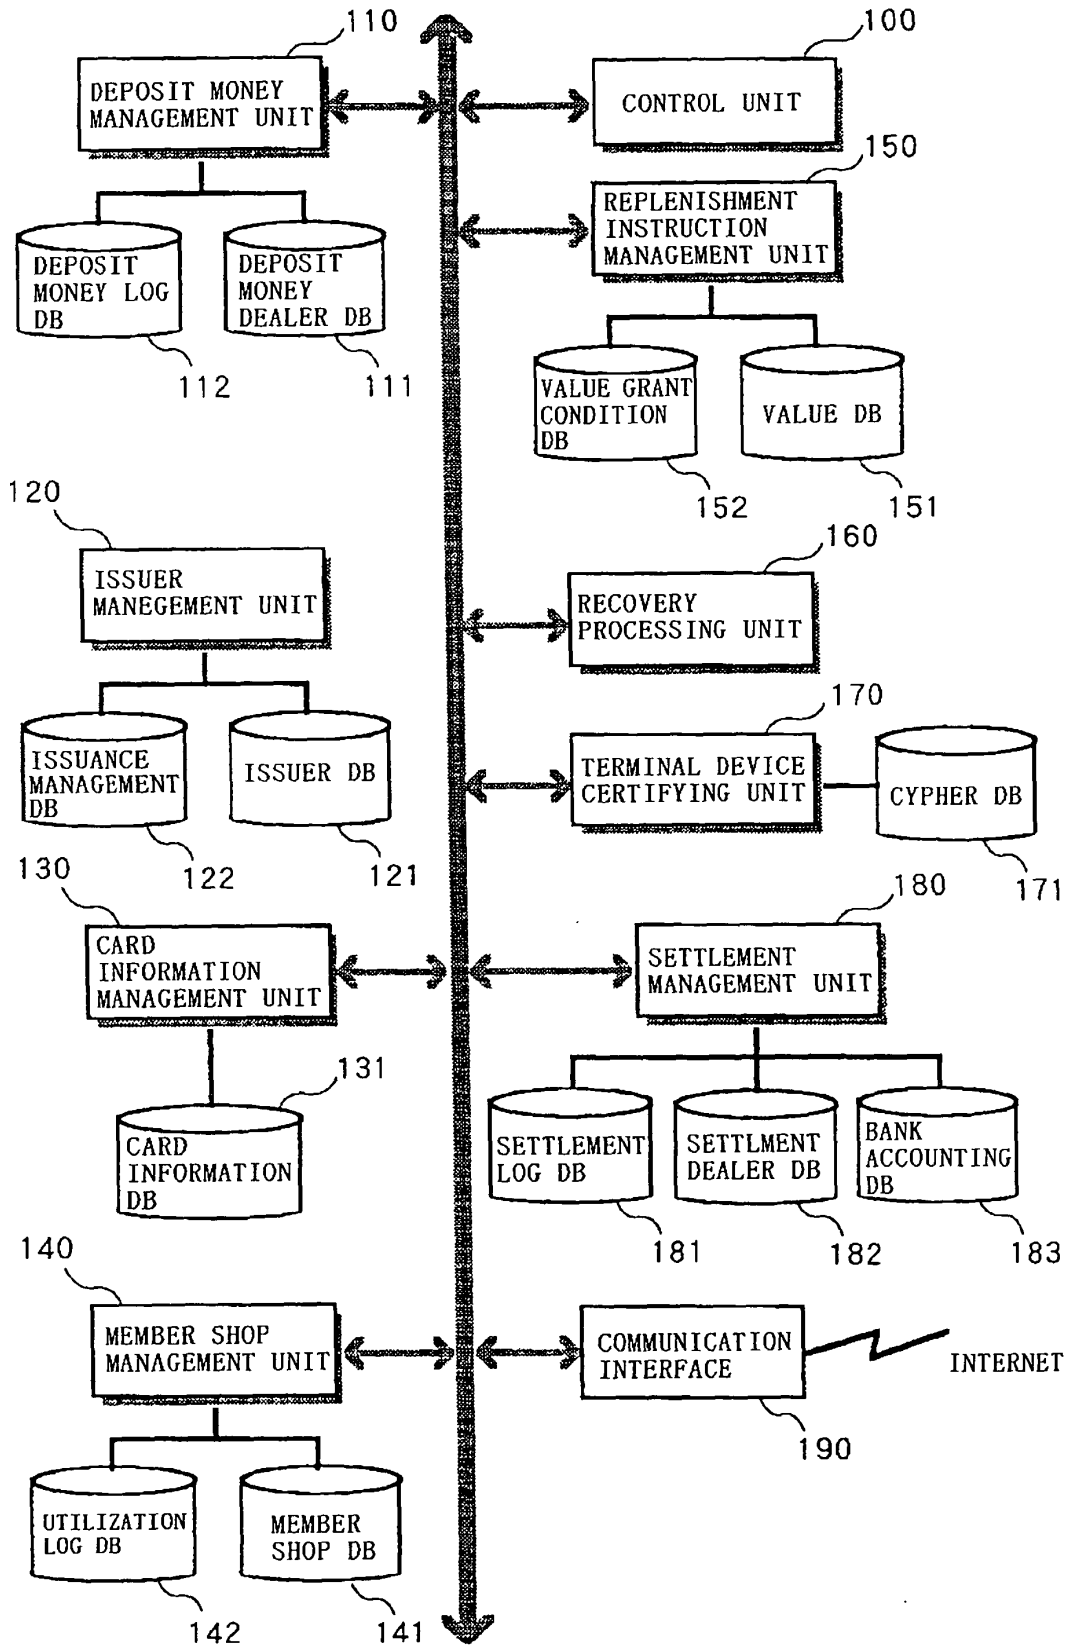 110
DEPOSIT MONEY
MANAGEMENT UNIT
DEPOSIT
MONEY LOG
DB
112
DEPOSIT
MONEY
DEALER DB
111
100
CONTROL UNIT
150
REPLENISHMENT
INSTRUCTION
MANAGEMENT UNIT
VALUE GRANT
CONDITION
DB
152
VALUE DB
151
120
ISSUER
MANEGEMENT UNIT
ISSUANCE
MANAGEMENT
DB
122
ISSUER DB
121
160
RECOVERY
PROCESSING UNIT
170
TERMINAL DEVICE
CERTIFYING UNIT
CYPHER DB
171
130
CARD
INFORMATION
MANAGEMENT UNIT
131
CARD
INFORMATION
DB
180
SETTLEMENT
MANAGEMENT UNIT
SETTLEMENT
LOG DB
181
SETTLMENT
DEALER DB
182
BANK
ACCOUNTING
DB
183
140
MEMBER SHOP
MANAGEMENT UNIT
UTILIZATION
LOG DB
142
MEMBER
SHOP DB
141
COMMUNICATION
INTERFACE
190
INTERNET